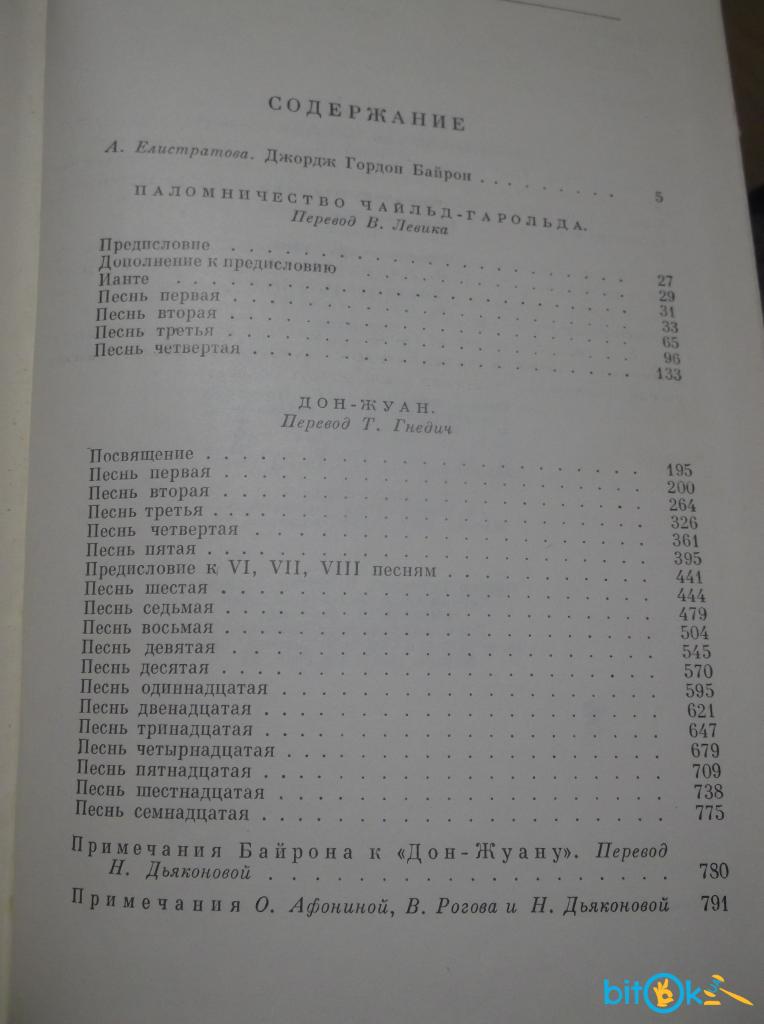 СОДЕРЖАНИЕ
А. Елистратова. Джордж Гордон Байрон . . . . . . . . 5
ПАЛОМНИЧЕСТВО ЧАЙЛЬД-ГАРОЛЬДА.
Перевод В. Левика
Предисловие . . . . . . . . 27
Дополнение к предисловию . . . . . . . . 29
Ианте . . . . . . . . 31
Песнь первая . . . . . . . . 33
Песнь вторая . . . . . . . . 65
Песнь третья . . . . . . . . 96
Песнь четвертая . . . . . . . . 133
ДОН-ЖУАН.
Перевод Т. Гнедич
Посвящение . . . . . . . . 195
Песнь первая . . . . . . . . 200
Песнь вторая . . . . . . . . 264
Песнь третья . . . . . . . . 326
Песнь четвертая . . . . . . . . 361
Песнь пятая . . . . . . . . 395
Предисловие к VI, VII, VIII песням . . . . . . . . 441
Песнь шестая . . . . . . . . 444
Песнь седьмая . . . . . . . . 479
Песнь восьмая . . . . . . . . 504
Песнь девятая . . . . . . . . 545
Песнь десятая . . . . . . . . 570
Песнь одиннадцатая . . . . . . . . 595
Песнь двенадцатая . . . . . . . . 621
Песнь тринадцатая . . . . . . . . 647
Песнь четырнадцатая . . . . . . . . 679
Песнь пятнадцатая . . . . . . . . 709
Песнь шестнадцатая . . . . . . . . 738
Песнь семнадцатая . . . . . . . . 775
Примечания Байрона к «Дон-Жуану». Перевод
Н. Дьяконовой . . . . . . . . 780
Примечания О. Афониной, В. Рогова и Н. Дьяконовой 791
bitOk